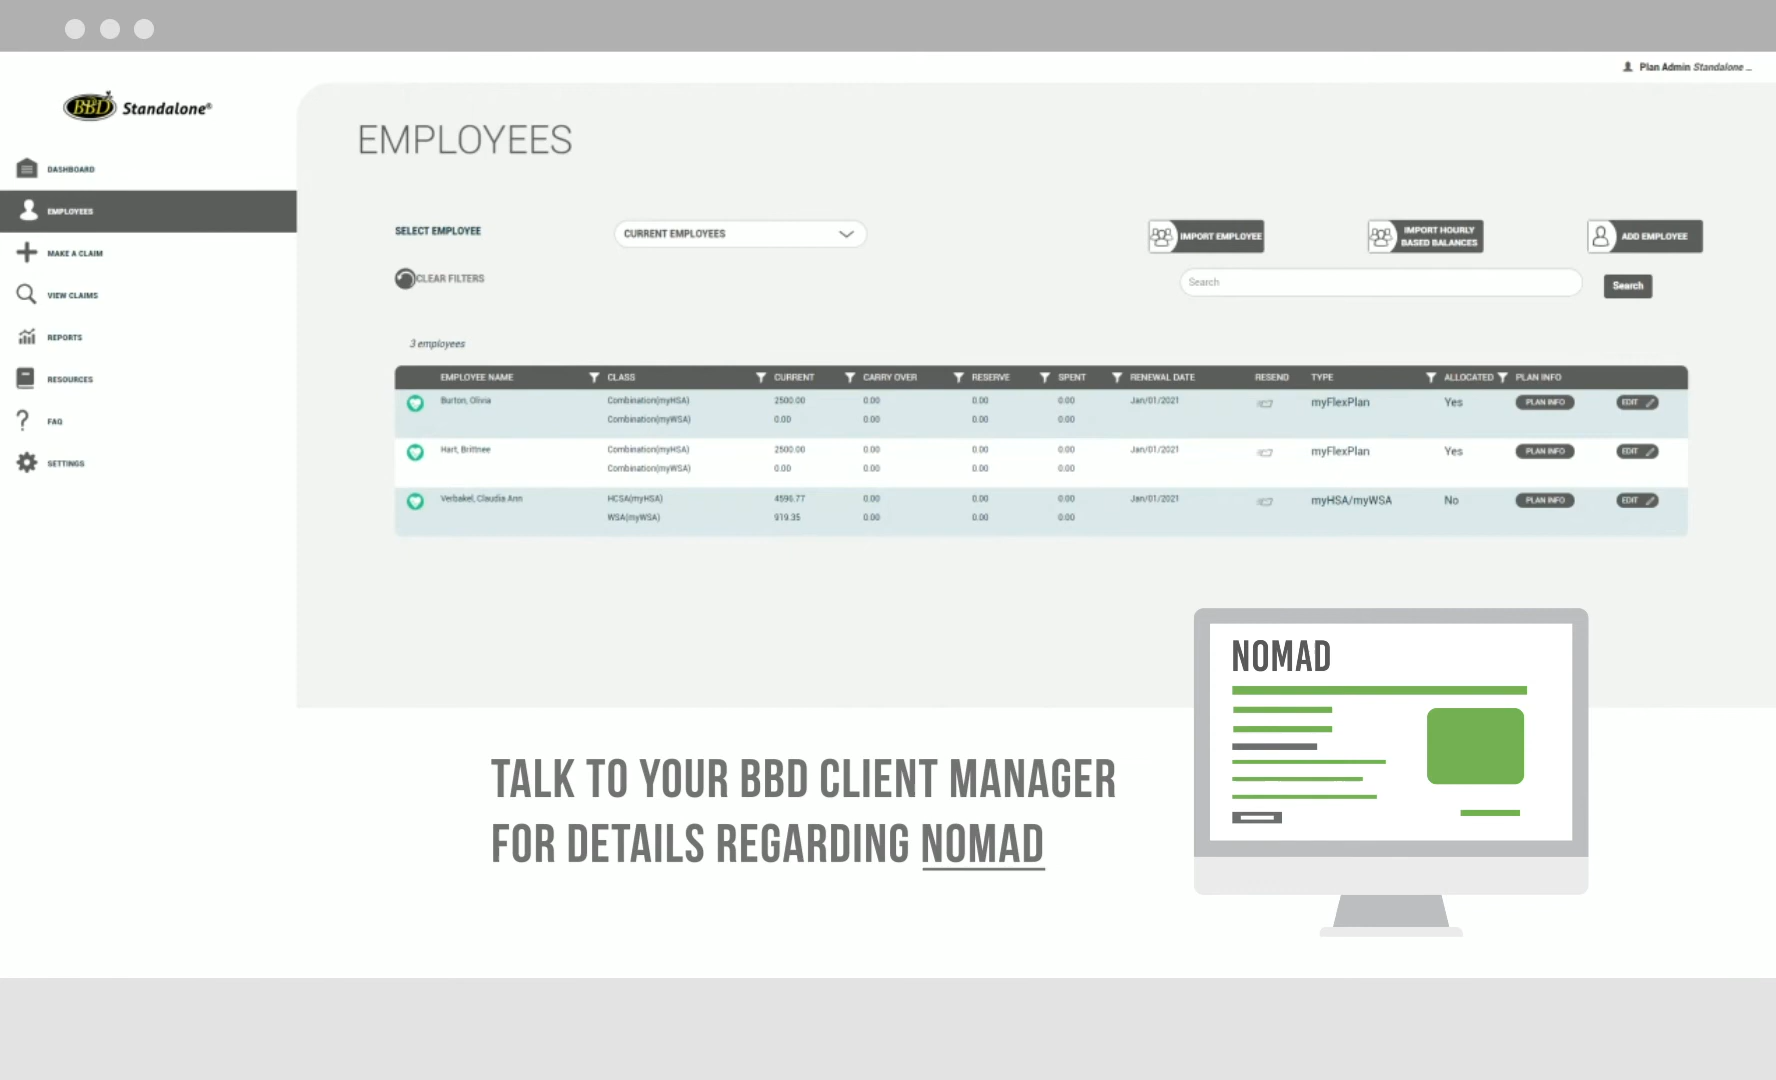 Plan Admin Standalone ...
BBD Standalone®
DASHBOARD
EMPLOYEES
MAKE A CLAIM
VIEW CLAIMS
REPORTS
RESOURCES
FAQ
SETTINGS
EMPLOYEES
SELECT EMPLOYEE
CURRENT EMPLOYEES
IMPORT EMPLOYEE
IMPORT HOURLY
BASED BALANCES
ADD EMPLOYEE
CLEAR FILTERS
Search
Search
3 employees
EMPLOYEE NAME CLASS CURRENT CARRY OVER RESERVE SPENT RENEWAL DATE RESEND TYPE ALLOCATED PLAN INFO
Burton, Olivia Combination(myHSA) 2500.00 0.00 0.00 0.00 Jan/01/2021 myFlexPlan Yes PLAN INFO EDIT
Combination(myWSA) 0.00 0.00 0.00 0.00
Hart, Brittnee Combination(myHSA) 2500.00 0.00 0.00 0.00 Jan/01/2021 myFlexPlan Yes PLAN INFO EDIT
Combination(myWSA) 0.00 0.00 0.00 0.00
Verbakel, Claudia Ann HCSA(myHSA) 4596.77 0.00 0.00 0.00 Jan/01/2021 myHSA/myWSA No PLAN INFO EDIT
WSA(myWSA) 919.35 0.00 0.00 0.00
NOMAD
TALK TO YOUR BBD CLIENT MANAGER
FOR DETAILS REGARDING NOMAD